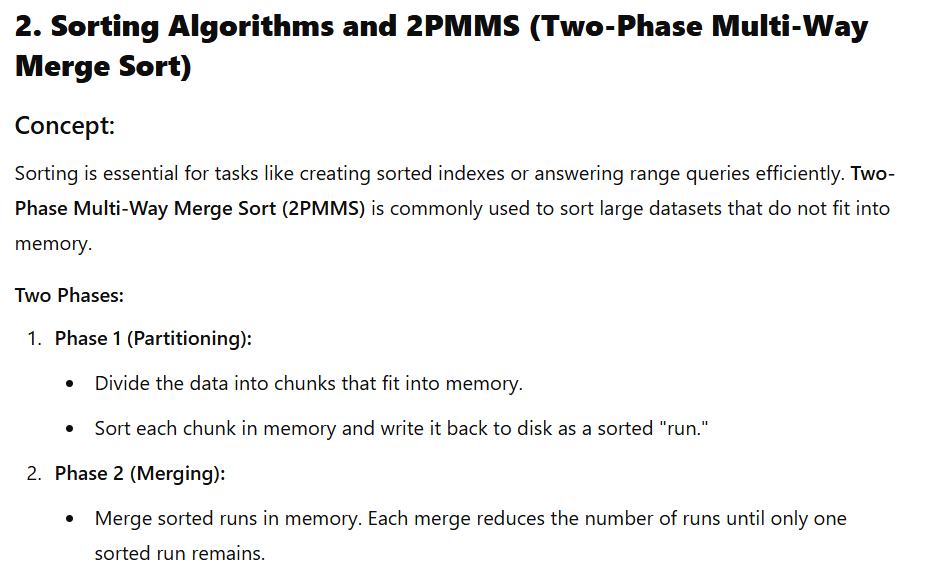 2. Sorting Algorithms and 2PMMS (Two-Phase Multi-Way
Merge Sort)
Concept:
Sorting is essential for tasks like creating sorted indexes or answering range queries efficiently. Two-
Phase Multi-Way Merge Sort (2PMMS) is commonly used to sort large datasets that do not fit into
memory.
Two Phases:
1. Phase 1 (Partitioning):
• Divide the data into chunks that fit into memory.
• Sort each chunk in memory and write it back to disk as a sorted "run."
2. Phase 2 (Merging):
• Merge sorted runs in memory. Each merge reduces the number of runs until only one
sorted run remains.